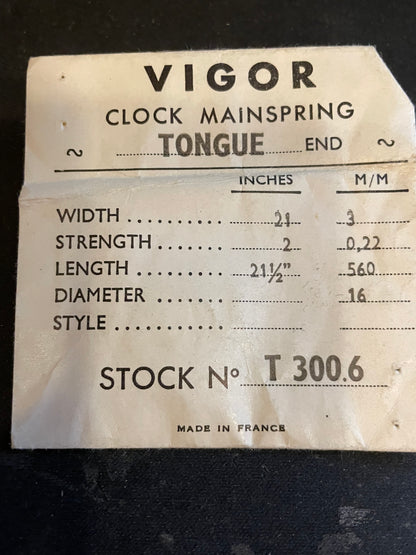 VIGOR
CLOCK MAINSPRING
~ TONGUE END ~
INCHES M/M
WIDTH .......... 21 3
STRENGTH ....... 2 0,22
LENGTH ......... 21½" 560
DIAMETER ....... 16
STYLE ..........
STOCK Nº T 300.6
MADE IN FRANCE